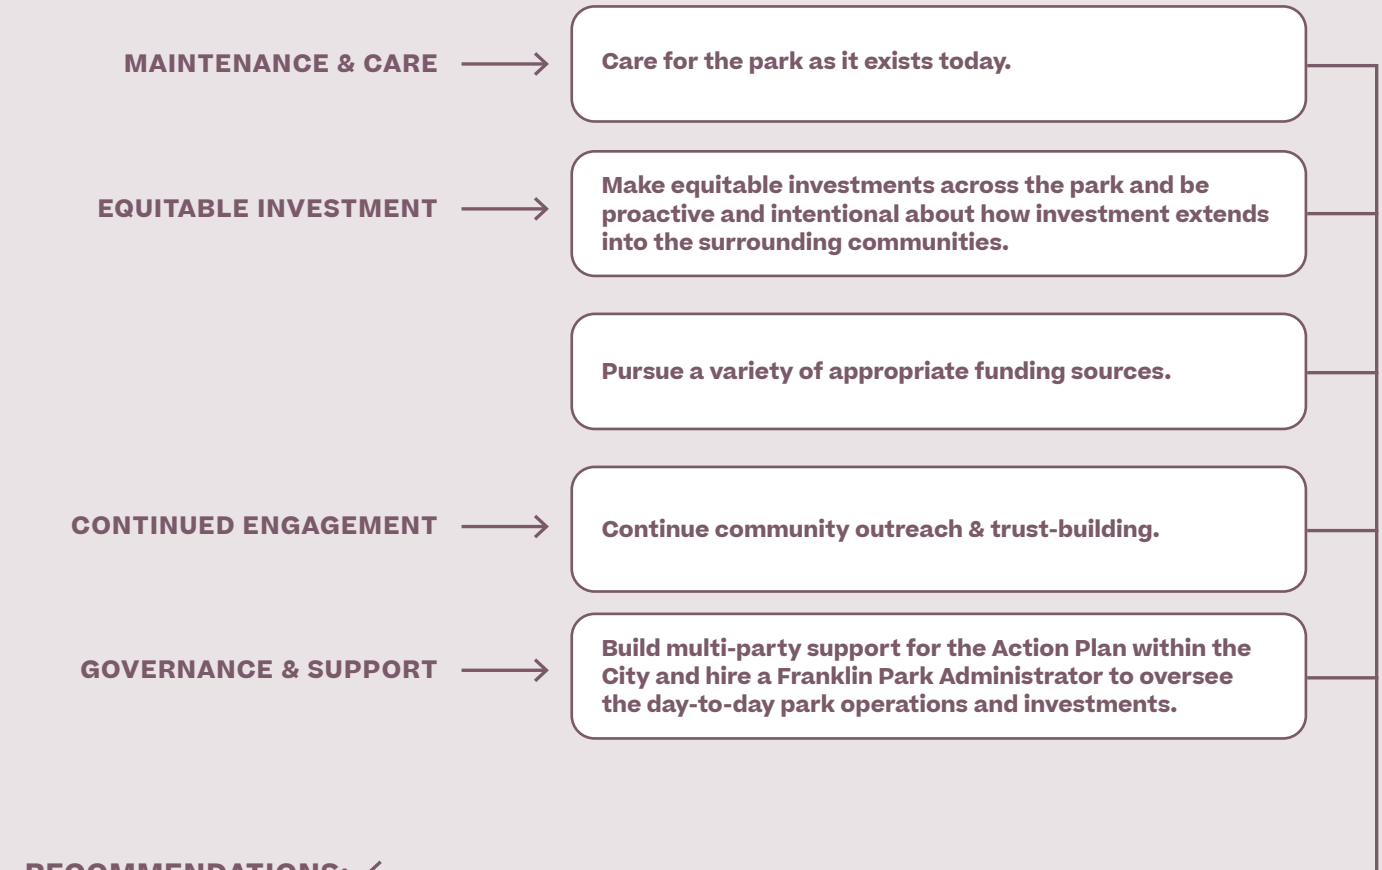 MAINTENANCE & CARE
Care for the park as it exists today.
EQUITABLE INVESTMENT
Make equitable investments across the park and be
proactive and intentional about how investment extends
into the surrounding communities.
Pursue a variety of appropriate funding sources.
CONTINUED ENGAGEMENT
Continue community outreach & trust-building.
GOVERNANCE & SUPPORT
Build multi-party support for the Action Plan within the
City and hire a Franklin Park Administrator to oversee
the day-to-day park operations and investments.
RECOMMENDATIONS: